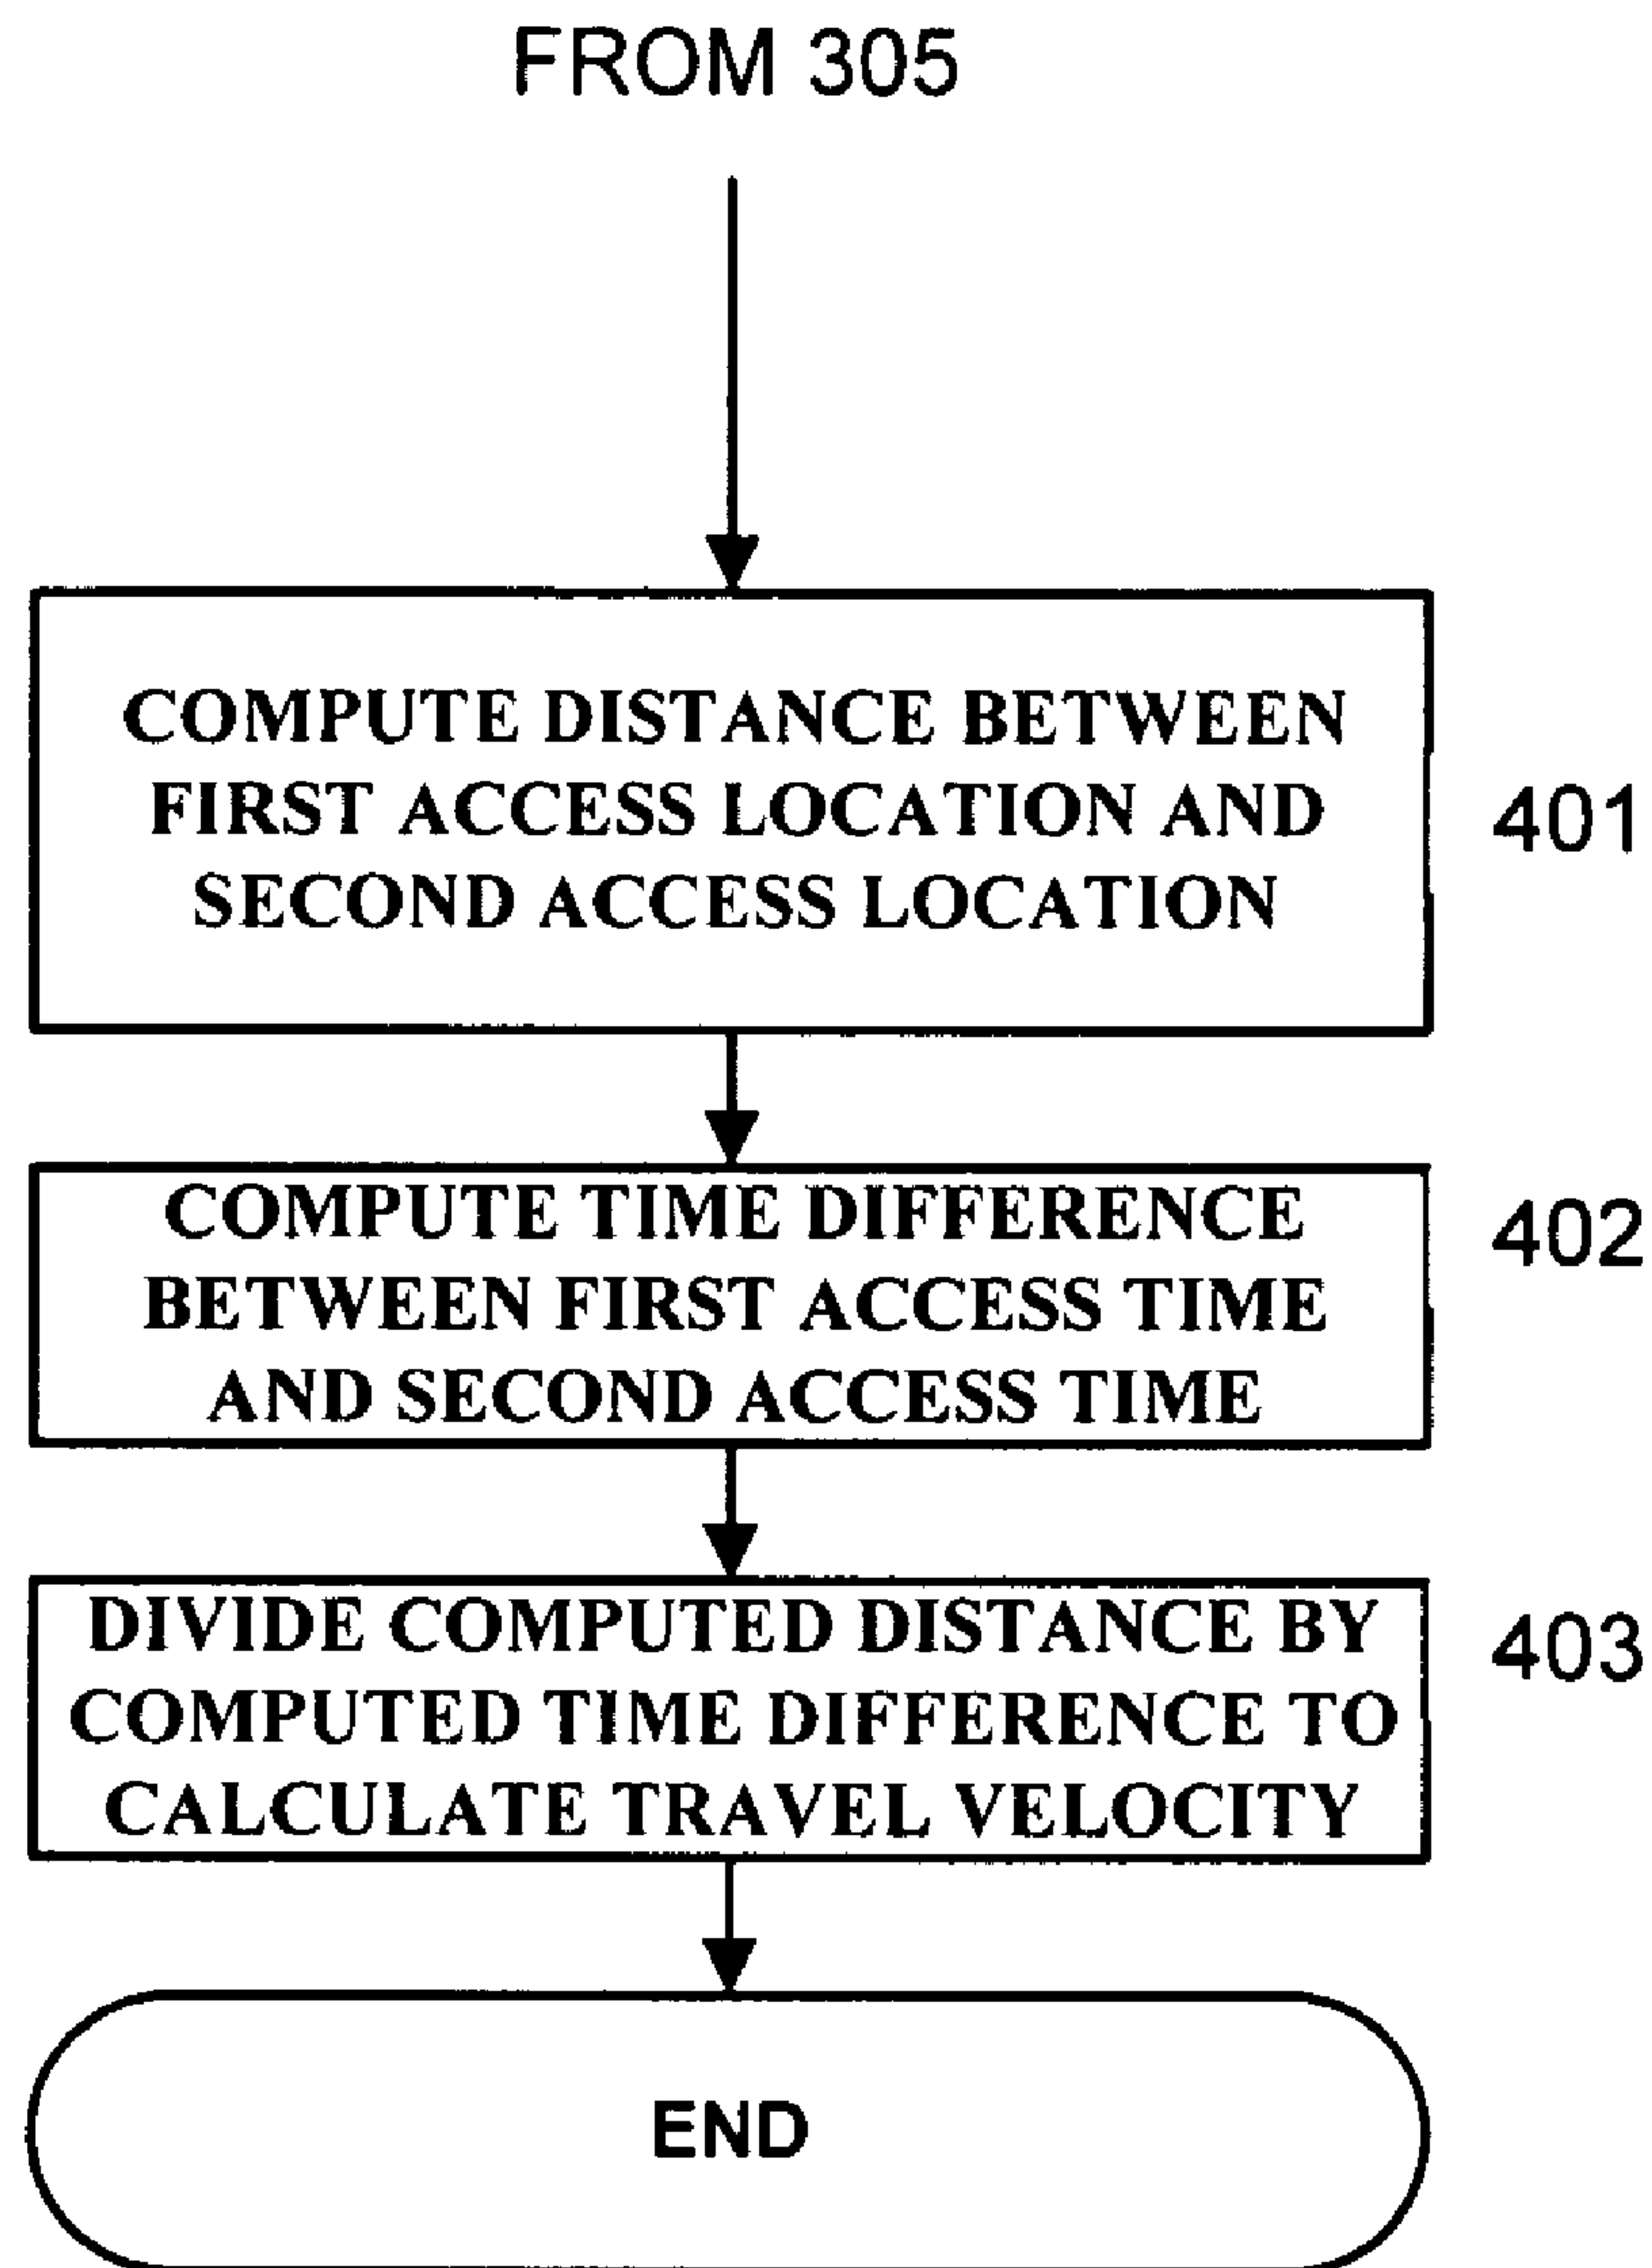 FROM 305
COMPUTE DISTANCE BETWEEN
FIRST ACCESS LOCATION AND
SECOND ACCESS LOCATION
401
COMPUTE TIME DIFFERENCE
BETWEEN FIRST ACCESS TIME
AND SECOND ACCESS TIME
402
DIVIDE COMPUTED DISTANCE BY
COMPUTED TIME DIFFERENCE TO
CALCULATE TRAVEL VELOCITY
403
END